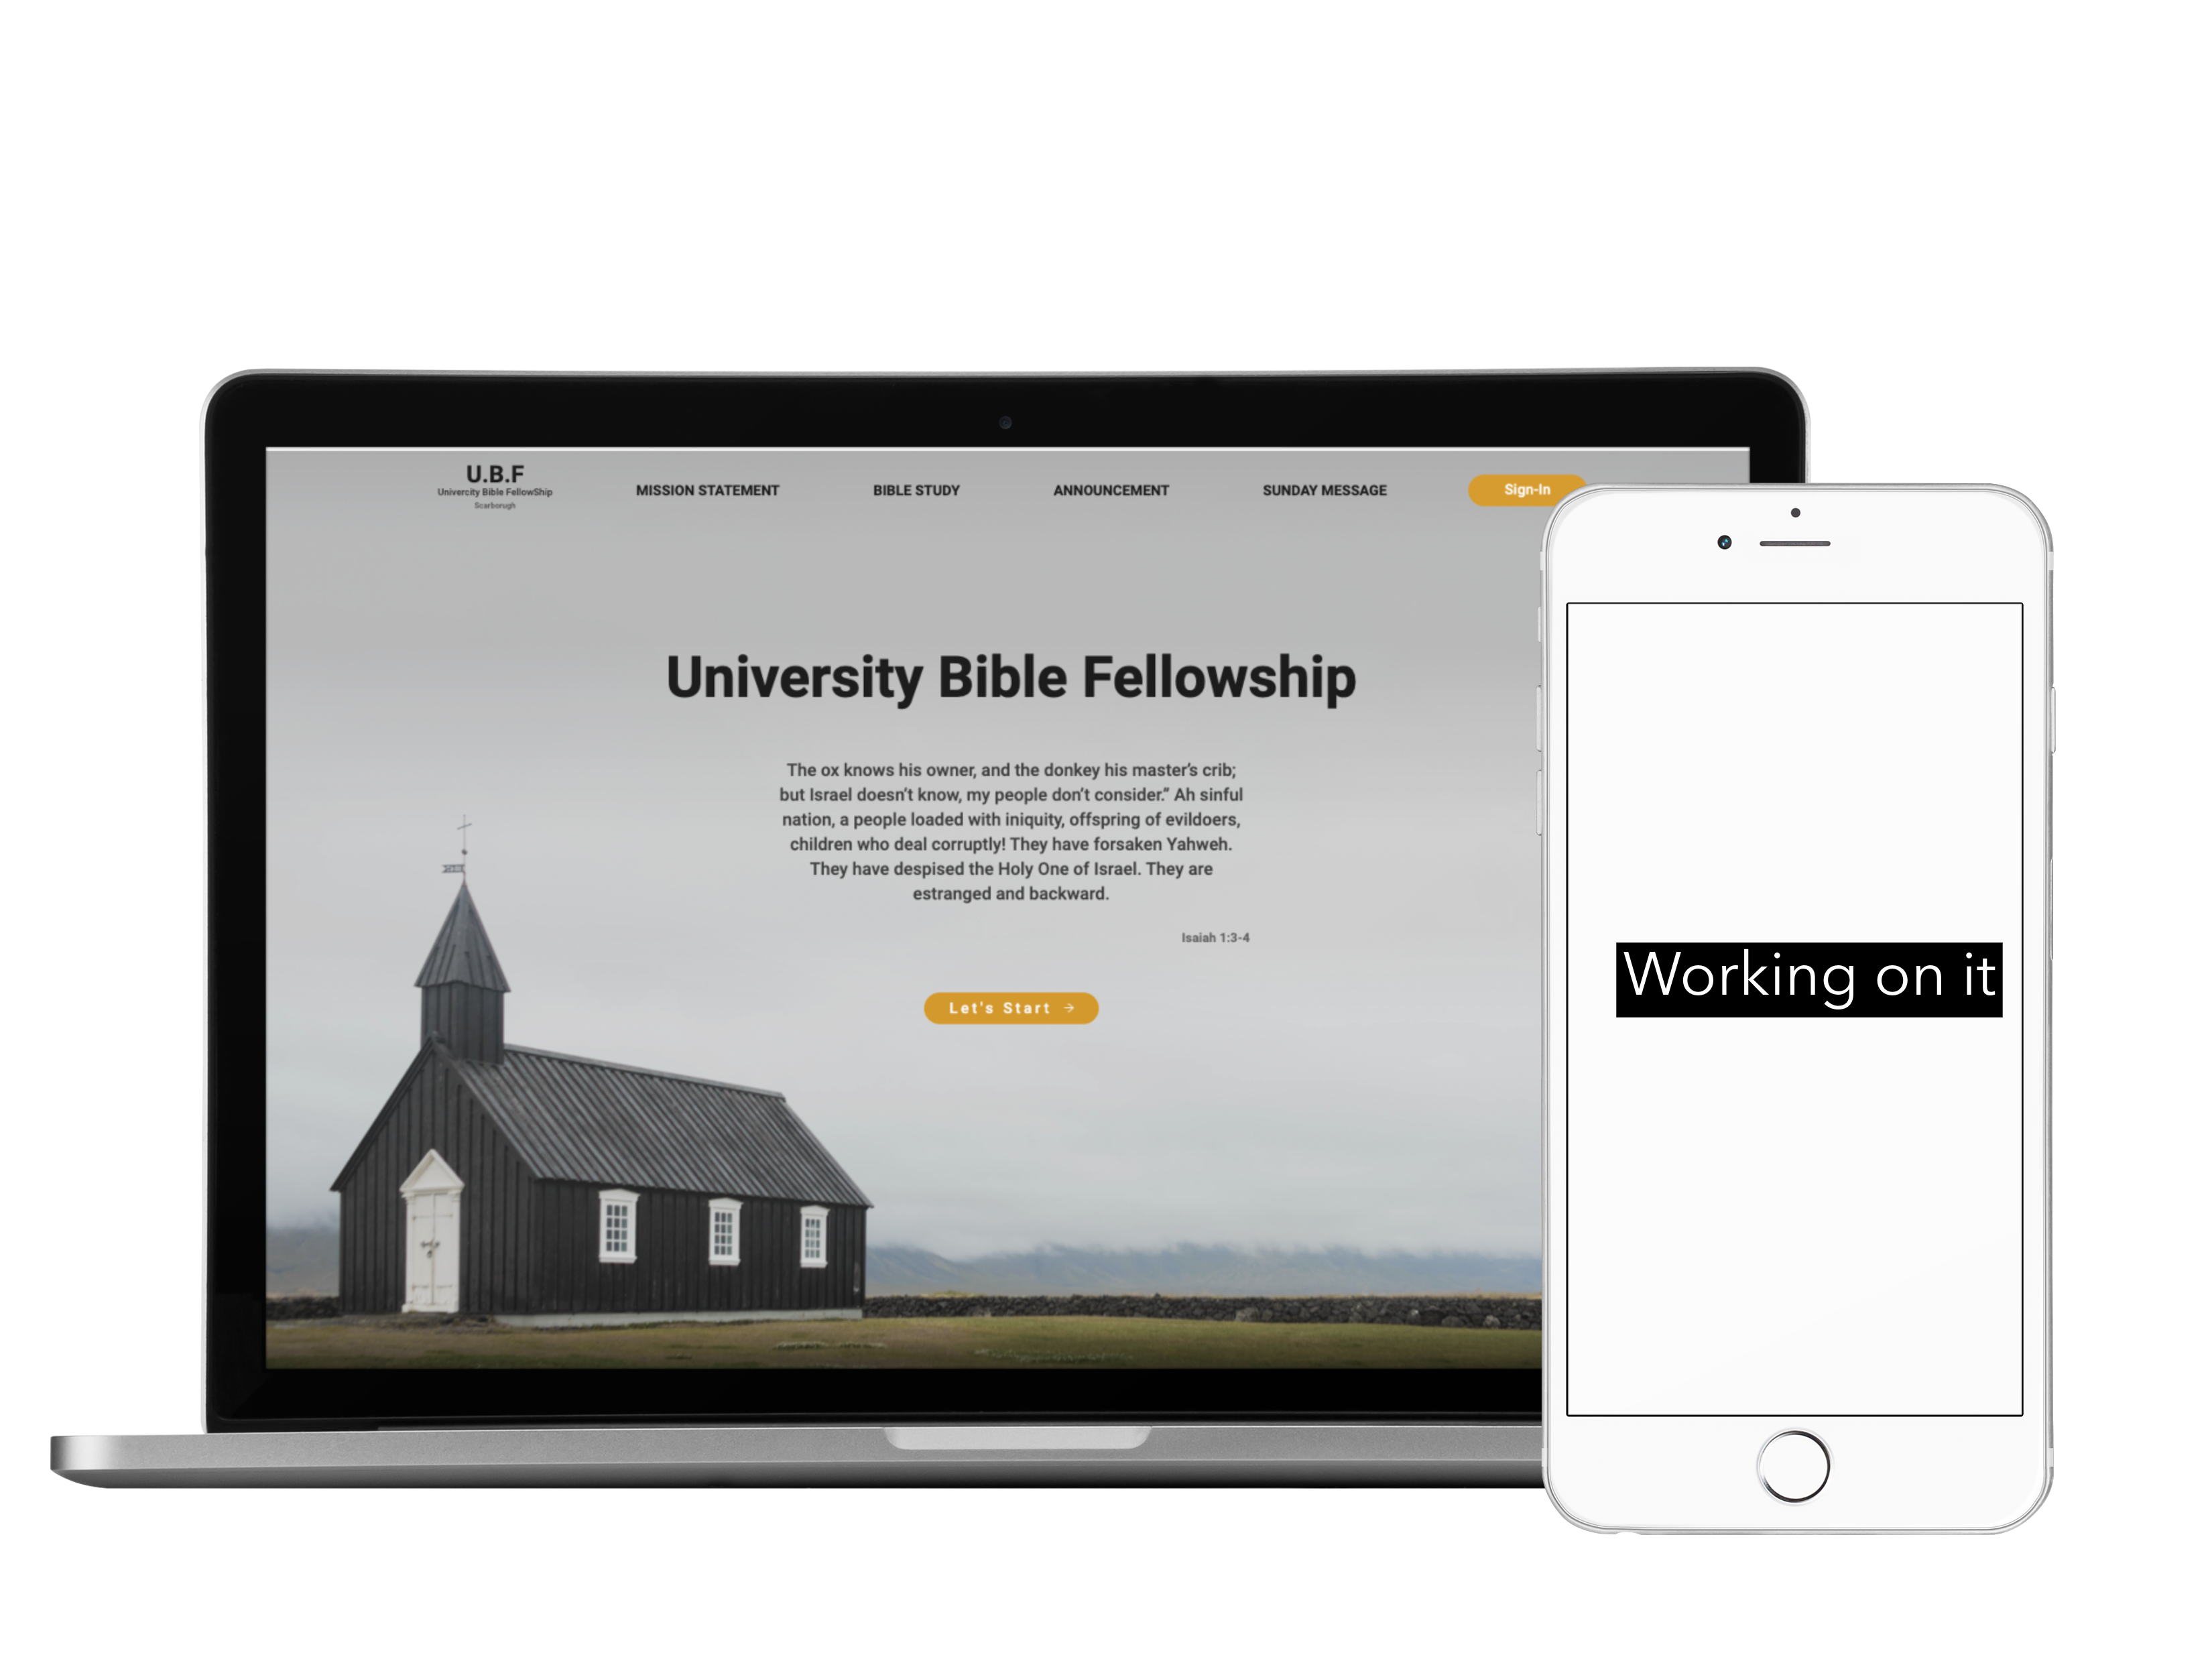 U.B.F
Univercity Bible FellowShip
Scarborugh
MISSION STATEMENT
BIBLE STUDY
ANNOUNCEMENT
SUNDAY MESSAGE
Sign-In
University Bible Fellowship
The ox knows his owner, and the donkey his master’s crib;
but Israel doesn’t know, my people don’t consider.” Ah sinful
nation, a people loaded with iniquity, offspring of evildoers,
children who deal corruptly! They have forsaken Yahweh.
They have despised the Holy One of Israel. They are
estranged and backward.
Isaiah 1:3-4
Let's Start →
Working on it